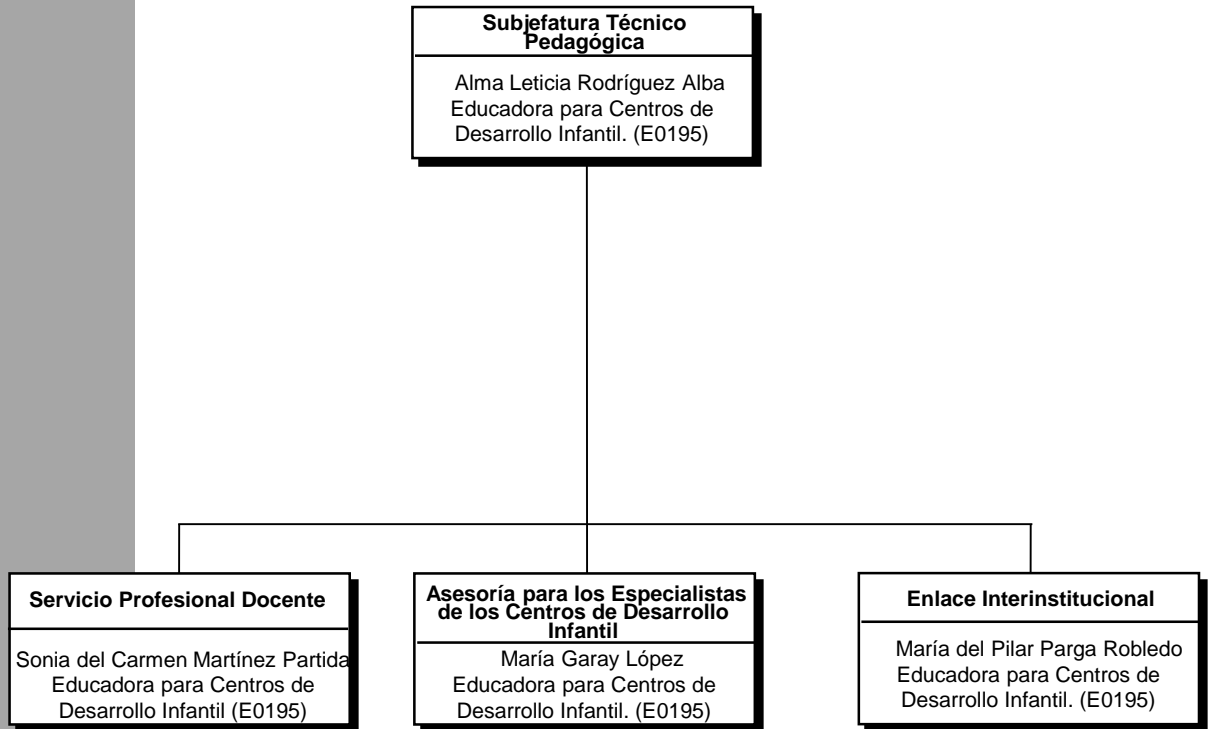 Subjefatura Técnico
Pedagógica
Alma Leticia Rodríguez Alba
Educadora para Centros de
Desarrollo Infantil. (E0195)
Servicio Profesional Docente
Sonia del Carmen Martínez Partida
Educadora para Centros de
Desarrollo Infantil (E0195)
Asesoría para los Especialistas
de los Centros de Desarrollo
Infantil
María Garay López
Educadora para Centros de
Desarrollo Infantil. (E0195)
Enlace Interinstitucional
María del Pilar Parga Robledo
Educadora para Centros de
Desarrollo Infantil. (E0195)